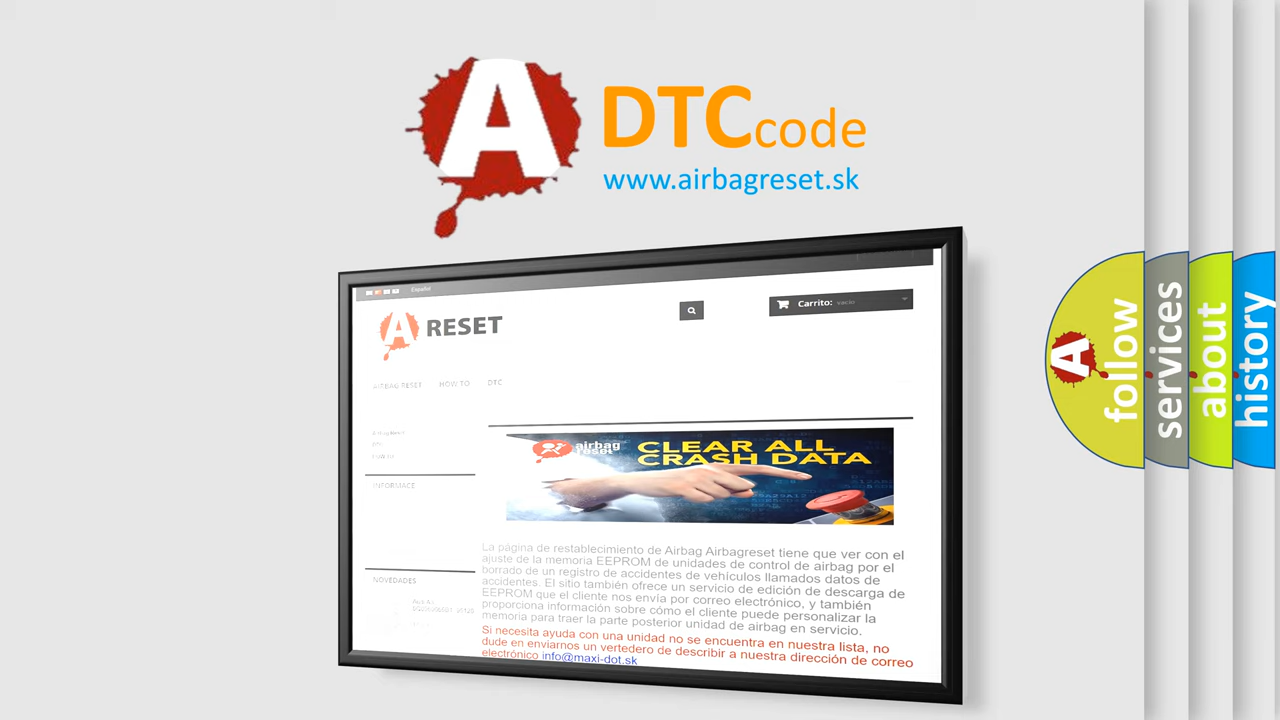 A
DTCcode
www.airbagreset.sk
Español
A RESET
Carrito: vacío
AIRBAG RESET HOW TO DTC
INFORMACE
NOVEDADES
airbag
reset
CLEAR ALL
CRASH DATA
La página de restablecimiento de Airbag Airbagreset tiene que ver con el
ajuste de la memoria EEPROM de unidades de control de airbag por el
borrado de un registro de accidentes de vehículos llamados datos de
accidentes. El sitio también ofrece un servicio de edición de descarga de
EEPROM que el cliente nos envía por correo electrónico, y también
proporciona información sobre cómo el cliente puede personalizar la
memoria para traer la parte posterior unidad de airbag en servicio.
Si necesita ayuda con una unidad no se encuentra en nuestra lista, no
dude en enviarnos un vertedero de describir a nuestra dirección de correo
electrónico info@maxi-dot.sk
A
follow
services
about
history